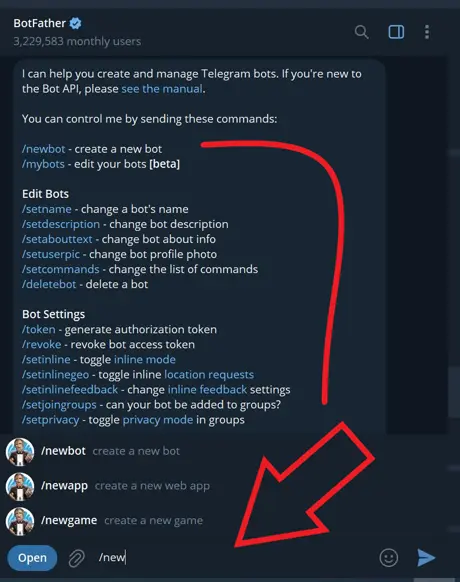 BotFather
3,229,583 monthly users
I can help you create and manage Telegram bots. If you're new to
the Bot API, please see the manual.
You can control me by sending these commands:
/newbot - create a new bot
/mybots - edit your bots [beta]
Edit Bots
/setname - change a bot's name
/setdescription - change bot description
/setabouttext - change bot about info
/setuserpic - change bot profile photo
/setcommands - change the list of commands
/deletebot - delete a bot
Bot Settings
/token - generate authorization token
/revoke - revoke bot access token
/setinline - toggle inline mode
/setinlinegeo - toggle inline location requests
/setinlinefeedback - change inline feedback settings
/setjoingroups - can your bot be added to groups?
/setprivacy - toggle privacy mode in groups
/newbot create a new bot
/newapp create a new web app
/newgame create a new game
Open /new